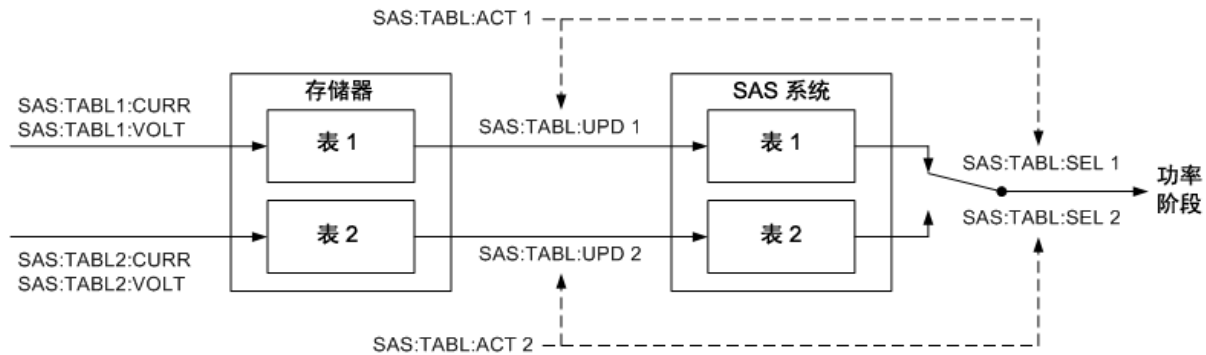 SAS:TABL:ACT 1
存储器
SAS 系统
SAS:TABL1:CURR
SAS:TABL1:VOLT
表 1
SAS:TABL:UPD 1
表 1
SAS:TABL:SEL 1
功率
阶段
SAS:TABL:SEL 2
表 2
表 2
SAS:TABL2:CURR
SAS:TABL2:VOLT
SAS:TABL:UPD 2
SAS:TABL:ACT 2